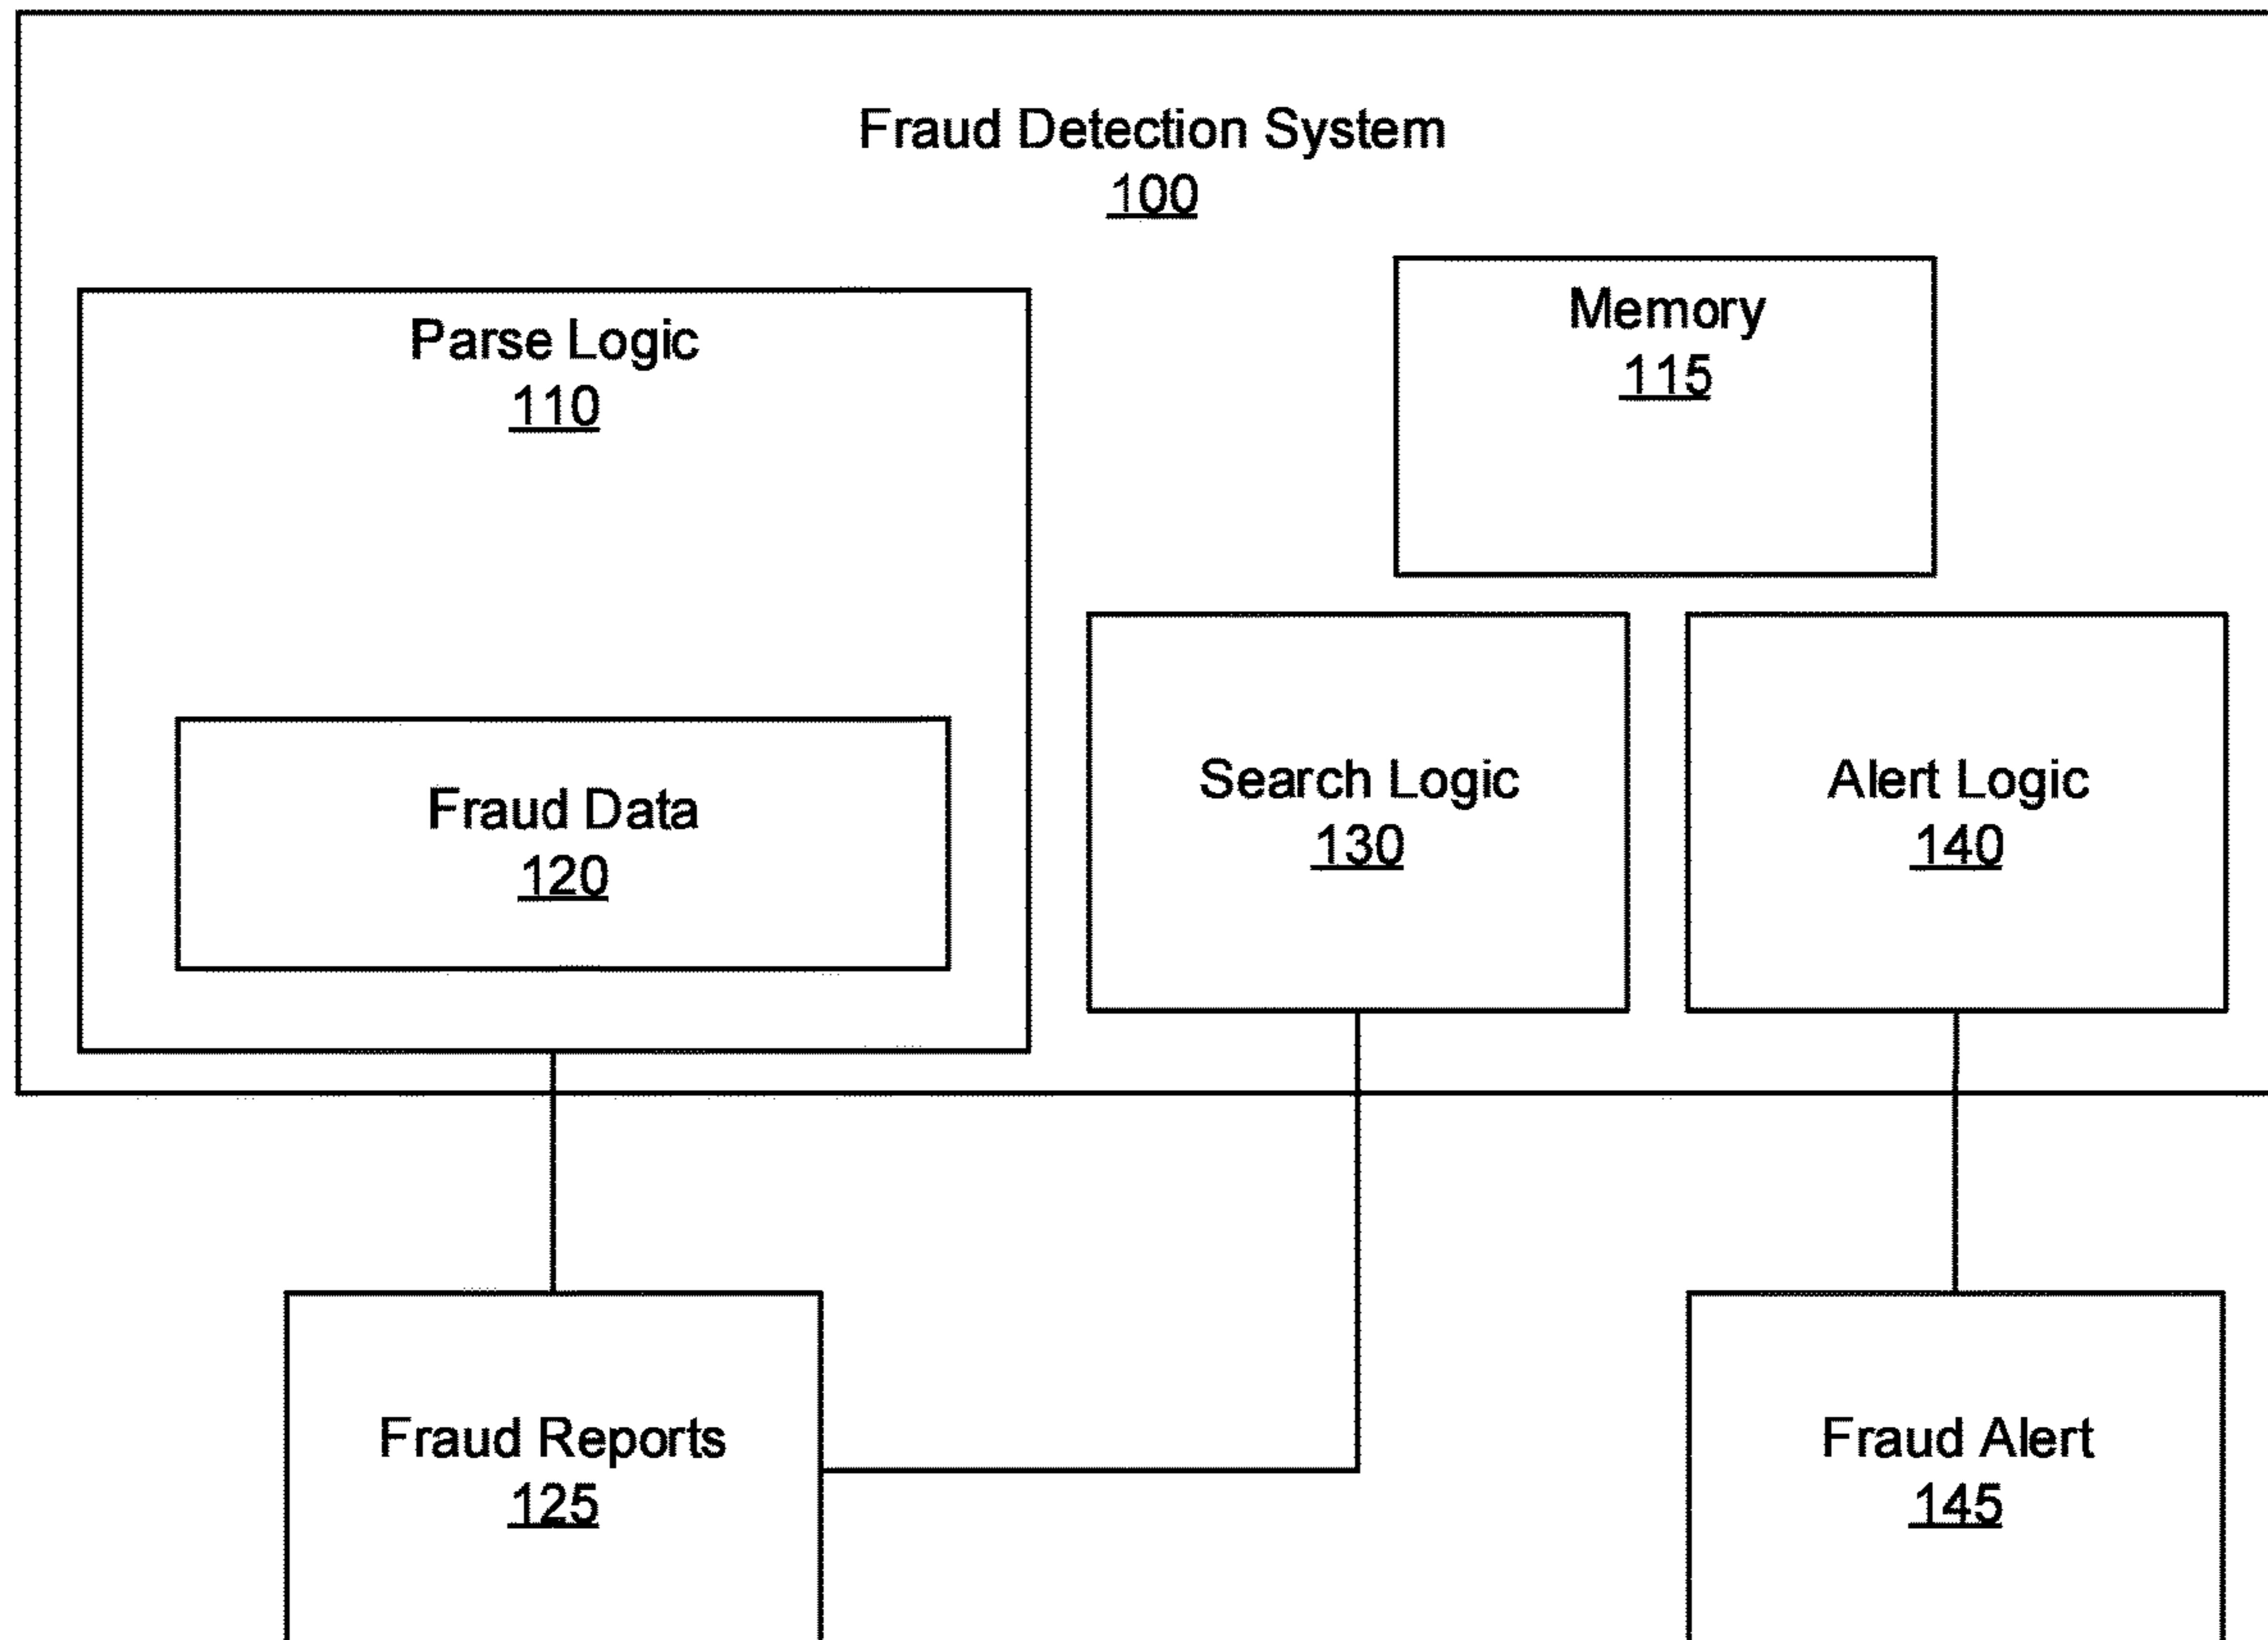 Fraud Detection System
100
Parse Logic
110
Memory
115
Fraud Data
120
Search Logic
130
Alert Logic
140
Fraud Reports
125
Fraud Alert
145